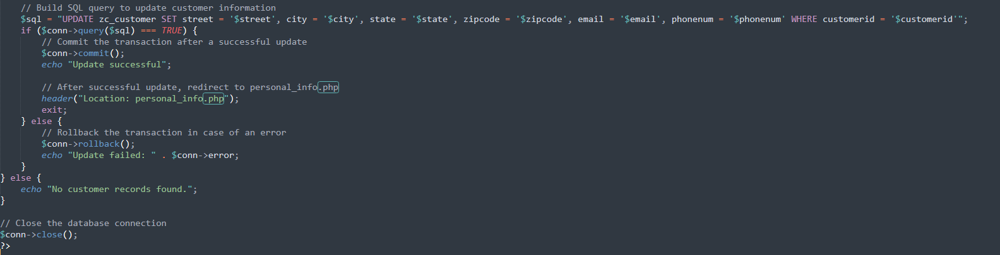 // Build SQL query to update customer information
$sql = "UPDATE zc_customer SET street = '$street', city = '$city', state = '$state', zipcode = '$zipcode', email = '$email', phonenum = '$phonenum' WHERE customerid = '$customerid'";
if ($conn->query($sql) === TRUE) {
// Commit the transaction after a successful update
$conn->commit();
echo "Update successful";
// After successful update, redirect to personal_info.php
header("Location: personal_info.php");
exit;
} else {
// Rollback the transaction in case of an error
$conn->rollback();
echo "Update failed: " . $conn->error;
}
} else {
echo "No customer records found.";
}
// Close the database connection
$conn->close();
?>